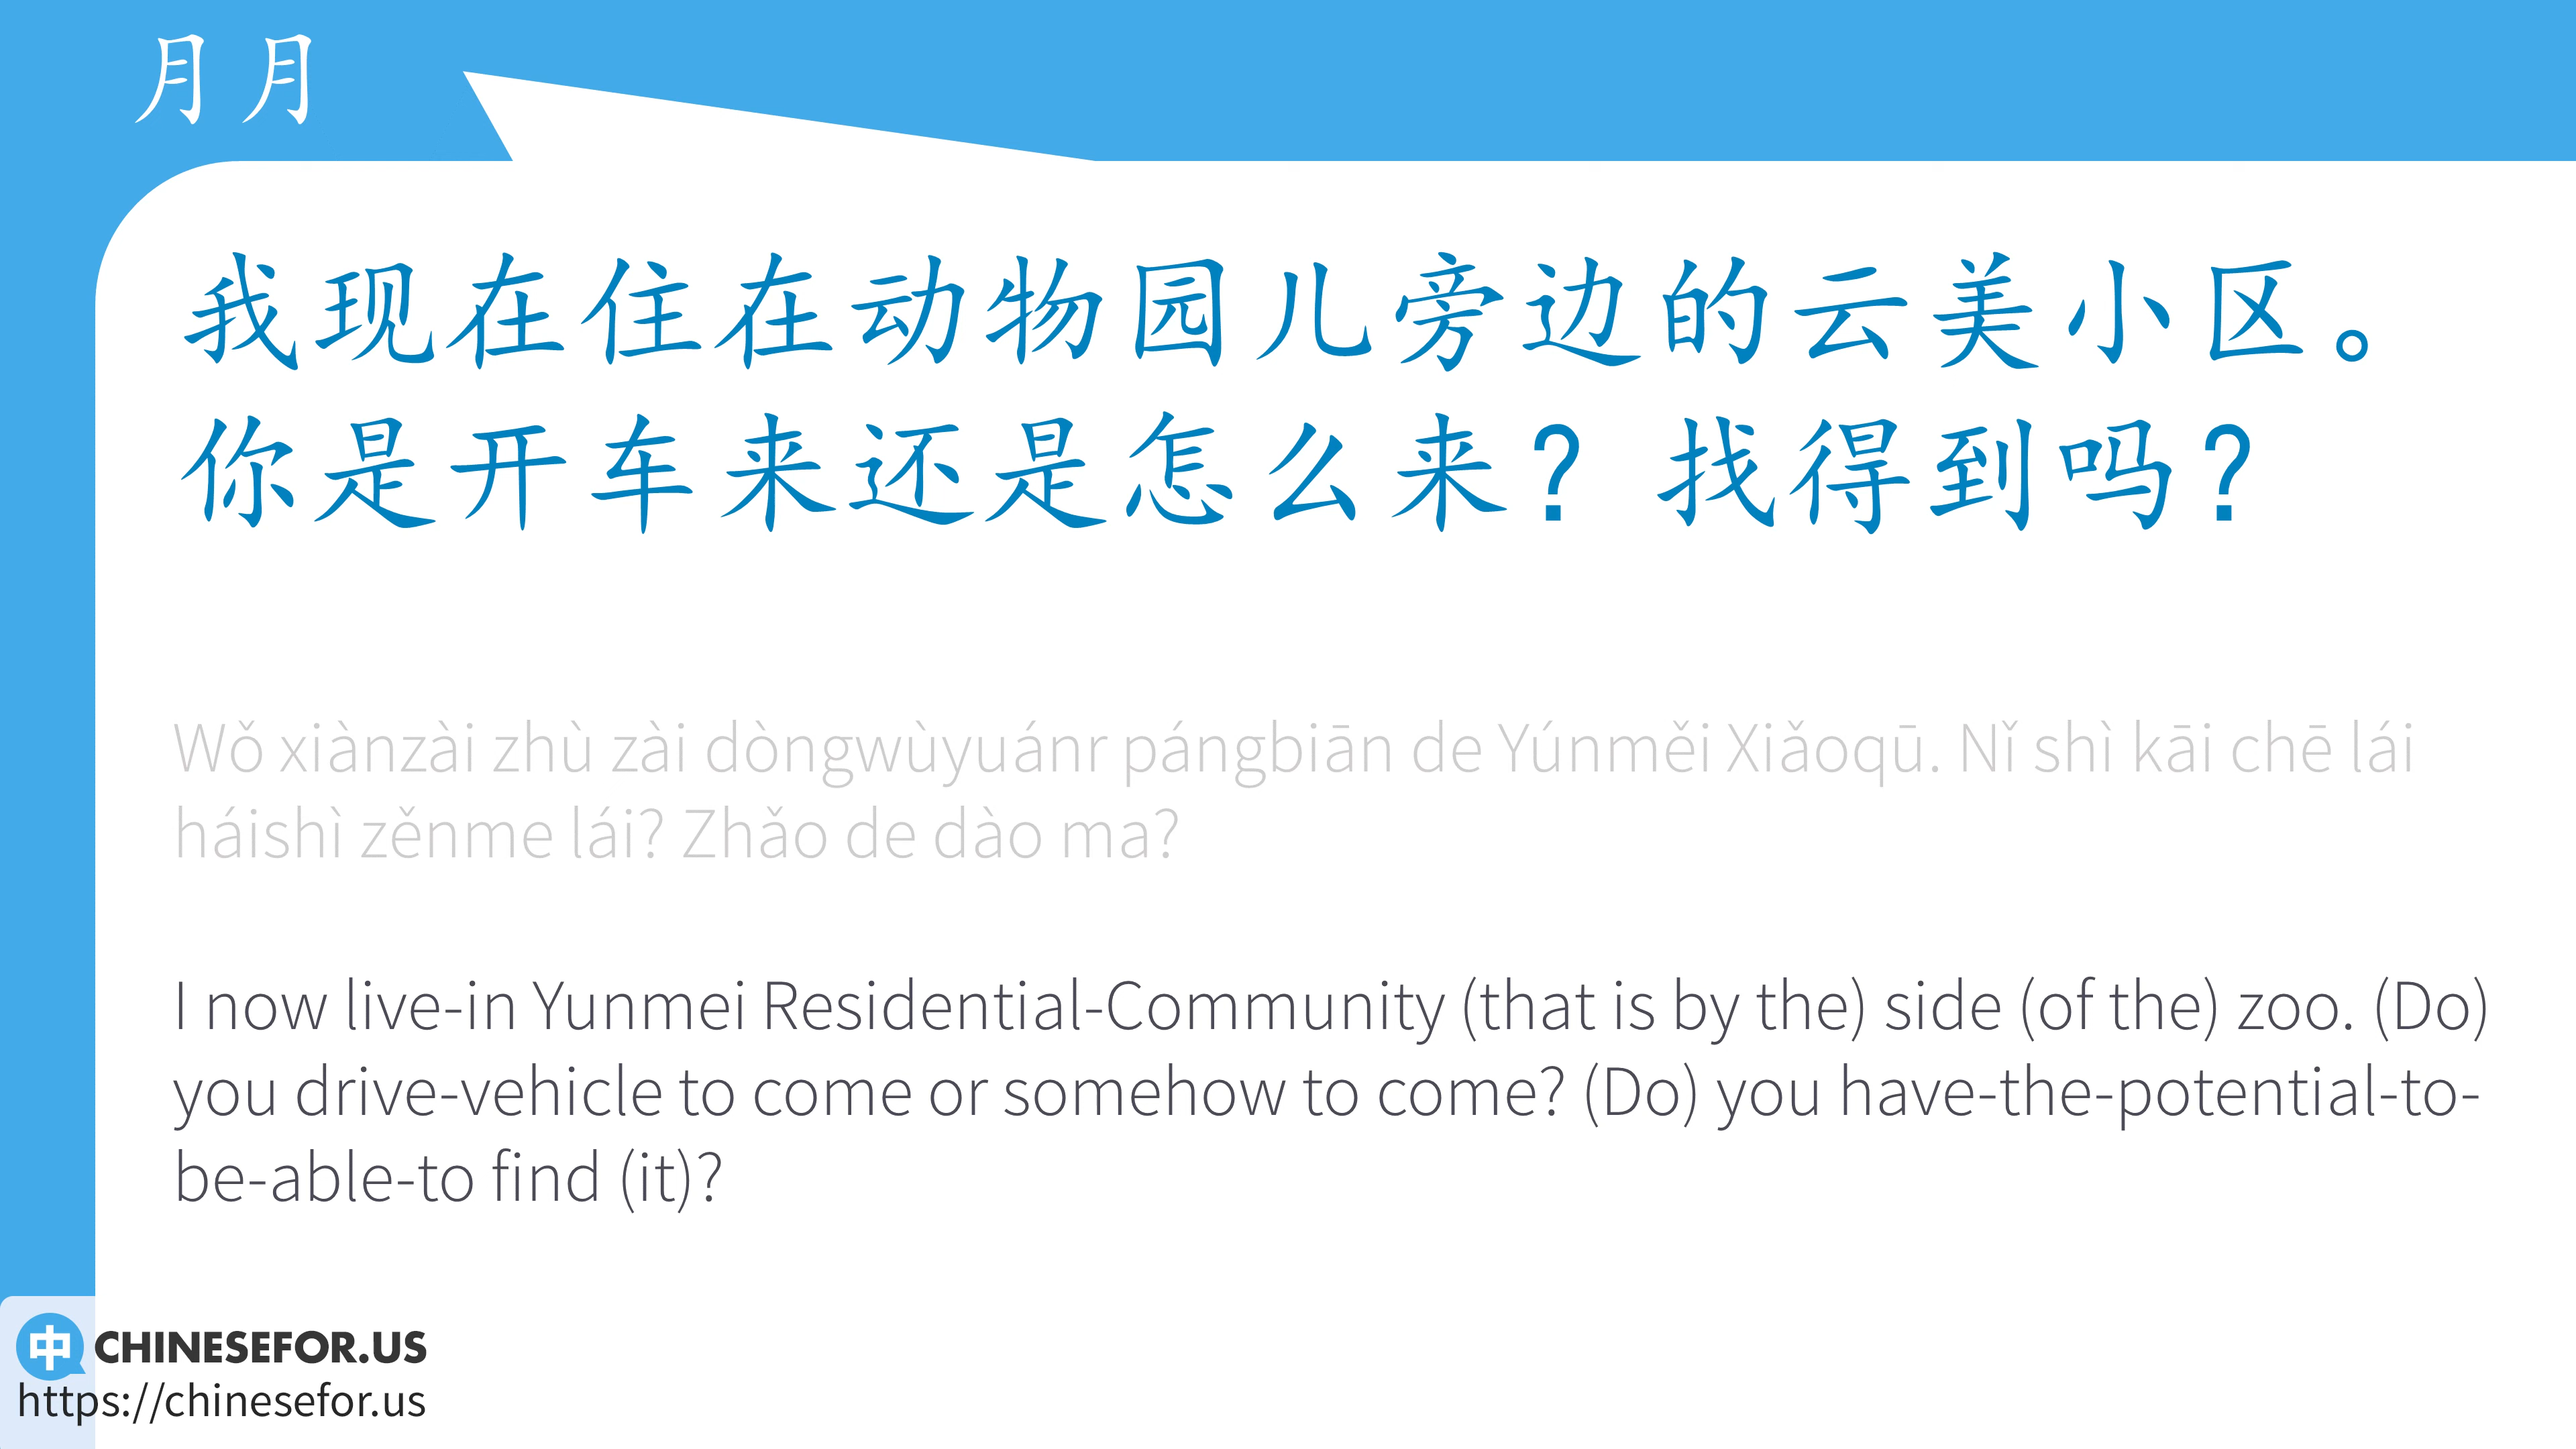 月月
我现在住在动物园儿旁边的云美小区。
你是开车来还是怎么来？找得到吗？
Wǒ xiànzài zhù zài dòngwùyuánr pángbiān de Yúnměi Xiǎoqū. Nǐ shì kāi chē lái
háishì zěnme lái? Zhǎo de dào ma?
I now live-in Yunmei Residential-Community (that is by the) side (of the) zoo. (Do)
you drive-vehicle to come or somehow to come? (Do) you have-the-potential-to-
be-able-to find (it)?
中 CHINESEFOR.US
https://chinesefor.us